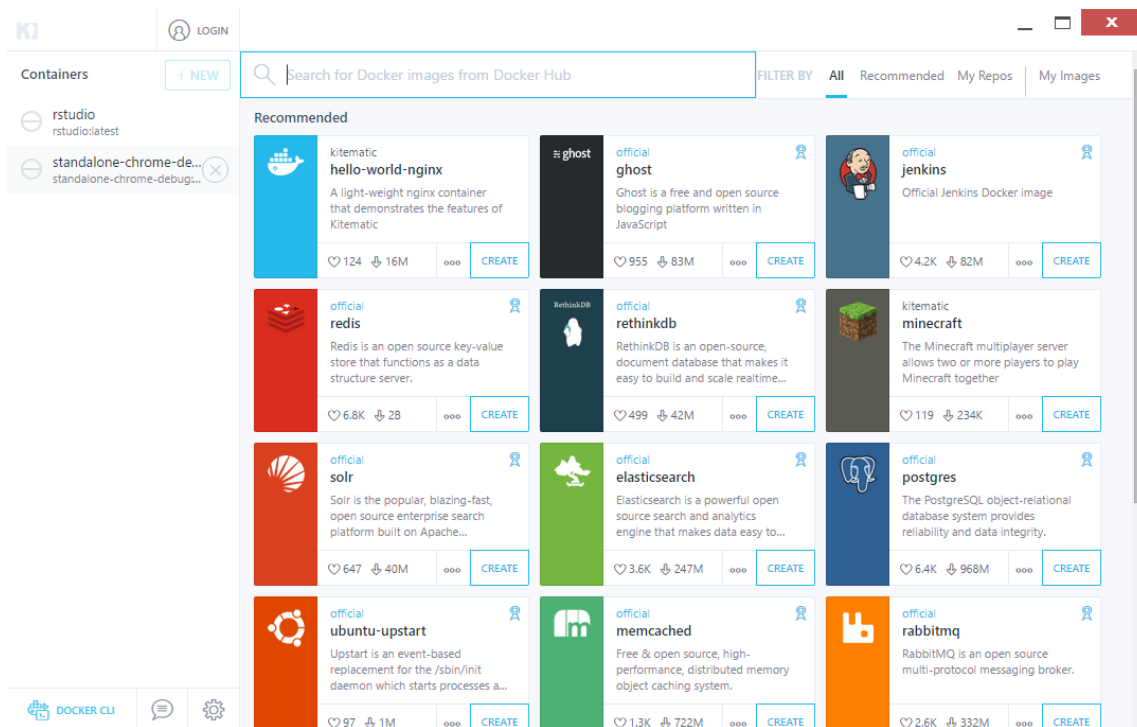 LOGIN
Containers
+ NEW
rstudio
rstudio:latest
standalone-chrome-de...
standalone-chrome-debug:...
DOCKER CLI
Search for Docker images from Docker Hub
FILTER BY All Recommended My Repos My Images
Recommended
kitematic
hello-world-nginx
A light-weight nginx container
that demonstrates the features of
Kitematic
124 16M CREATE
ghost
official
ghost
Ghost is a free and open source
blogging platform written in
JavaScript
955 83M CREATE
official
jenkins
Official Jenkins Docker image
4.2K 82M CREATE
official
redis
Redis is an open source key-value
store that functions as a data
structure server.
6.8K 2B CREATE
RethinkDB
official
rethinkdb
RethinkDB is an open-source,
document database that makes it
easy to build and scale realtime...
499 42M CREATE
kitematic
minecraft
The Minecraft multiplayer server
allows two or more players to play
Minecraft together
119 234K CREATE
official
solr
Solr is the popular, blazing-fast,
open source enterprise search
platform built on Apache...
647 40M CREATE
official
elasticsearch
Elasticsearch is a powerful open
source search and analytics
engine that makes data easy to...
3.6K 247M CREATE
official
postgres
The PostgreSQL object-relational
database system provides
reliability and data integrity.
6.4K 968M CREATE
official
ubuntu-upstart
Upstart is an event-based
replacement for the /sbin/init
daemon which starts processes a...
97 1M CREATE
official
memcached
Free & open source, high-
performance, distributed memory
object caching system.
1.3K 722M CREATE
official
rabbitmq
RabbitMQ is an open source
multi-protocol messaging broker.
2.6K 332M CREATE